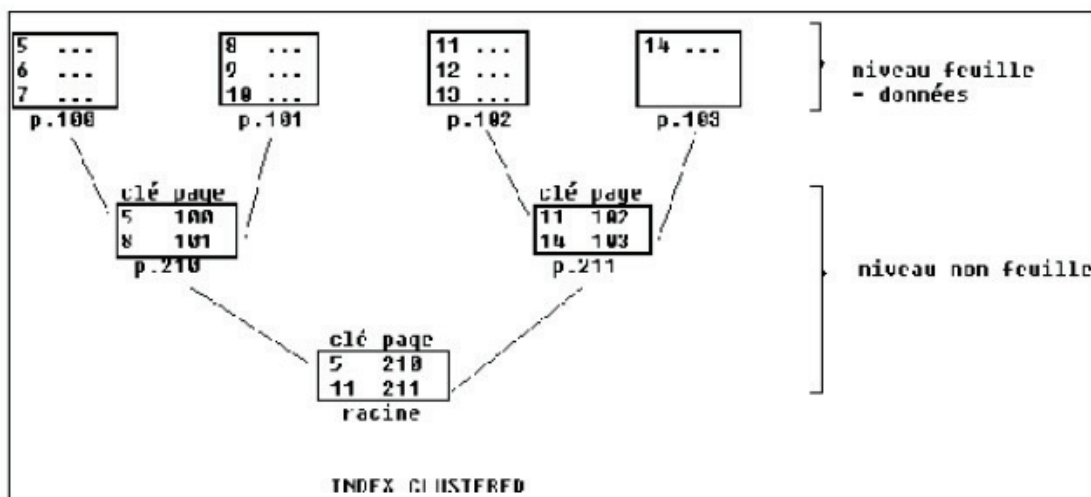 5 ...
6 ...
7 ...
p.100
8 ...
9 ...
10 ...
p.101
11 ...
12 ...
13 ...
p.102
14 ...
p.103
niveau feuille
- données
clé page
5 100
8 101
p.210
clé page
11 102
14 103
p.211
niveau non feuille
clé page
5 210
11 211
racine
INDEX CLUSTERED